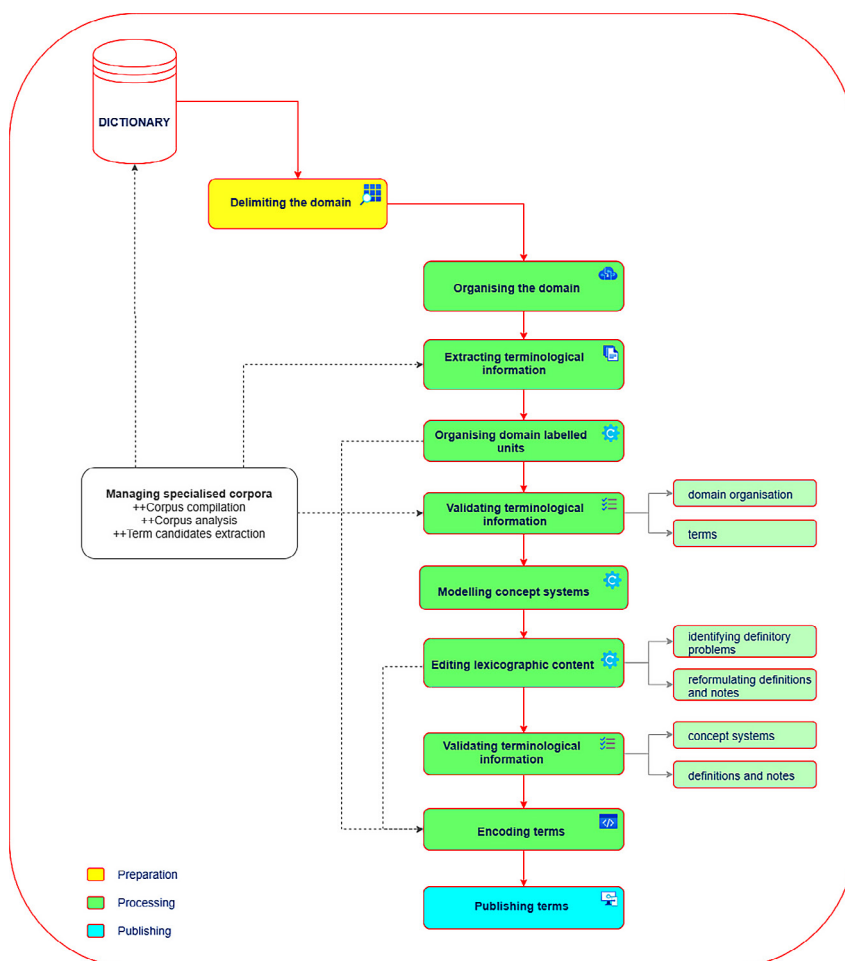 DICTIONARY
Delimiting the domain
Organising the domain
Extracting terminological
information
Organising domain labelled
units
Managing specialised corpora
++Corpus compilation
++Corpus analysis
++Term candidates extraction
Validating terminological
information
domain organisation
terms
Modelling concept systems
Editing lexicographic content
identifying definitory
problems
reformulating definitions
and notes
Validating terminological
information
concept systems
definitions and notes
Encoding terms
Publishing terms
Preparation
Processing
Publishing